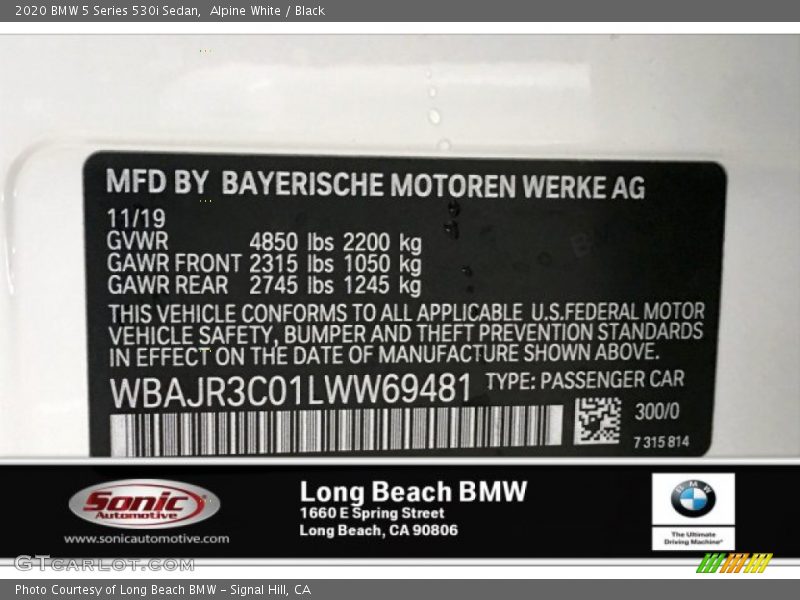 2020 BMW 5 Series 530i Sedan,  Alpine White / Black
MFD BY BAYERISCHE MOTOREN WERKE AG
11/19
GVWR 4850 lbs 2200 kg
GAWR FRONT 2315 lbs 1050 kg
GAWR REAR 2745 lbs 1245 kg
THIS VEHICLE CONFORMS TO ALL APPLICABLE U.S.FEDERAL MOTOR
VEHICLE SAFETY, BUMPER AND THEFT PREVENTION STANDARDS
IN EFFECT ON THE DATE OF MANUFACTURE SHOWN ABOVE.
WBAJR3C01LWW69481 TYPE: PASSENGER CAR
300/0
7 315 814
Sonic
Automotive
www.sonicautomotive.com
Long Beach BMW
1660 E Spring Street
Long Beach, CA 90806
BMW
The Ultimate
Driving Machine®
GTcarlot.com
Photo Courtesy of Long Beach BMW - Signal Hill, CA